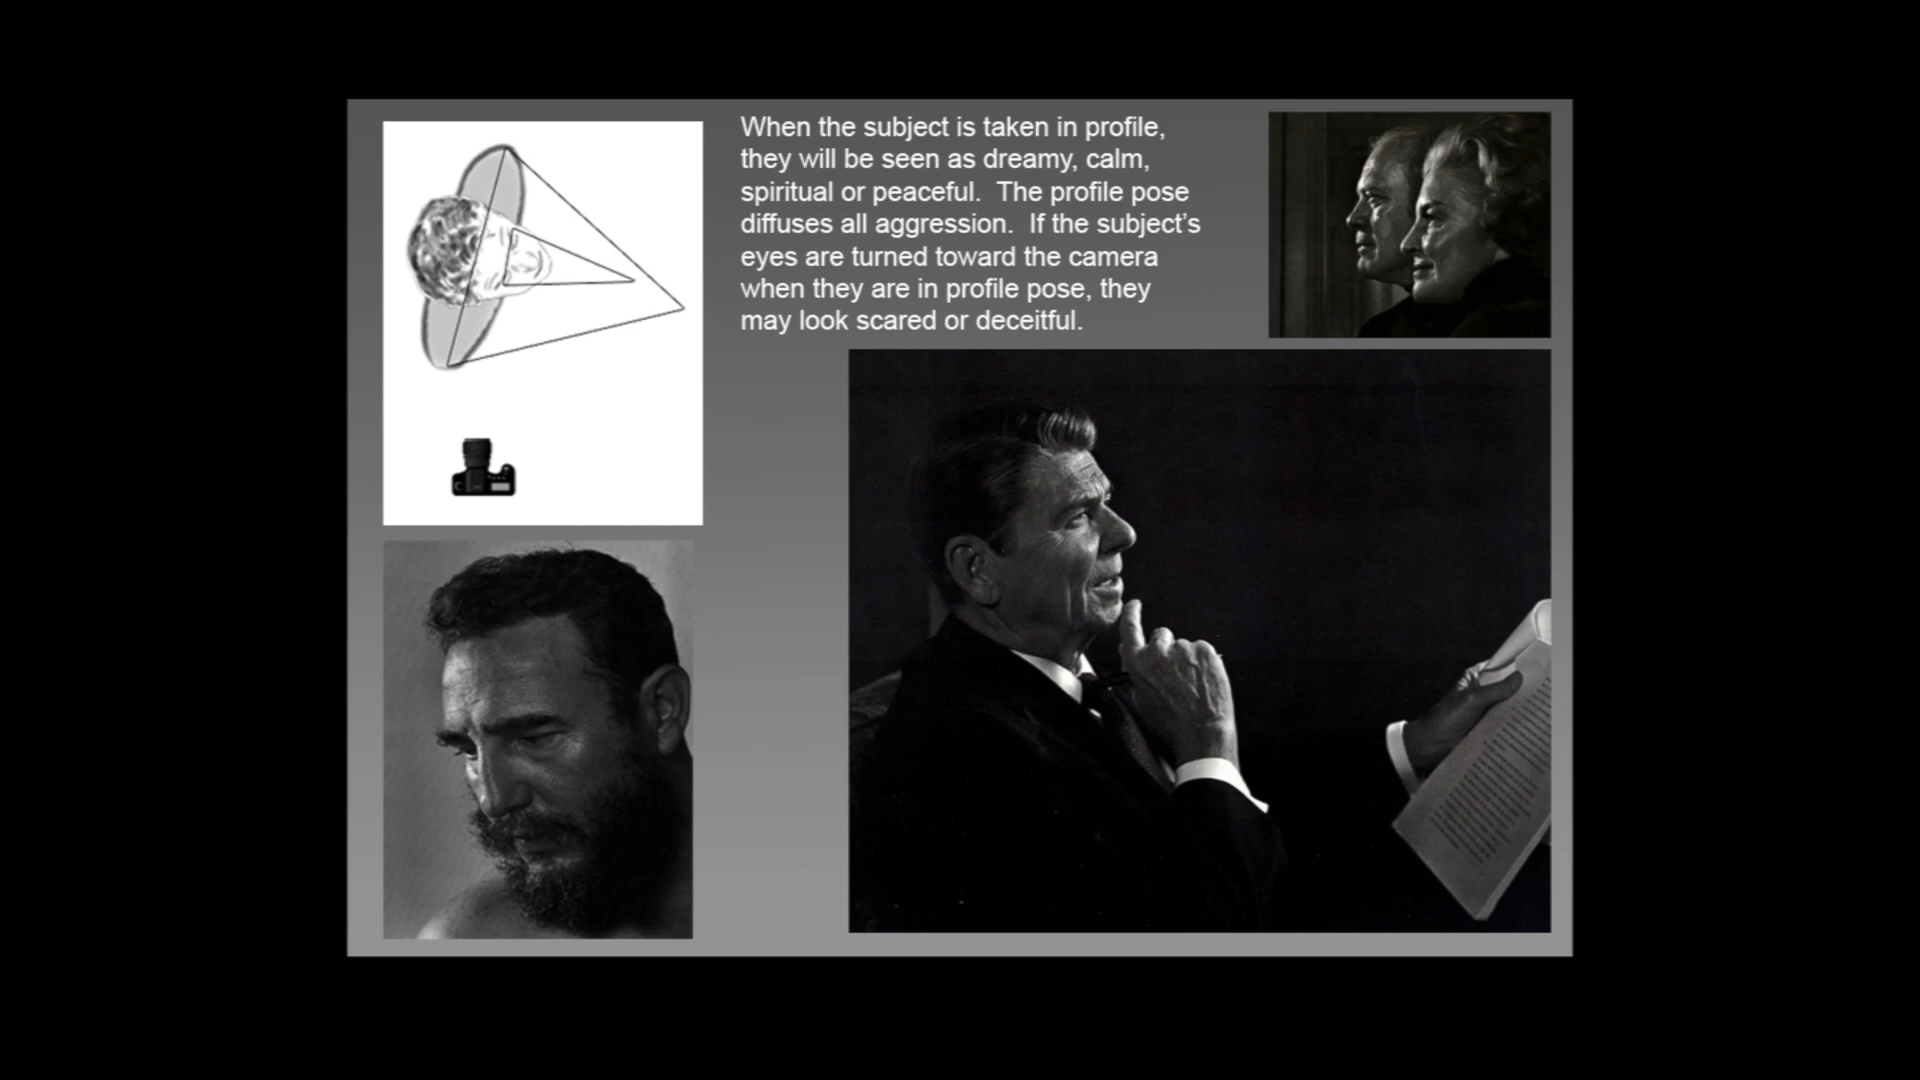 When the subject is taken in profile,
they will be seen as dreamy, calm,
spiritual or peaceful.  The profile pose
diffuses all aggression.  If the subject’s
eyes are turned toward the camera
when they are in profile pose, they
may look scared or deceitful.